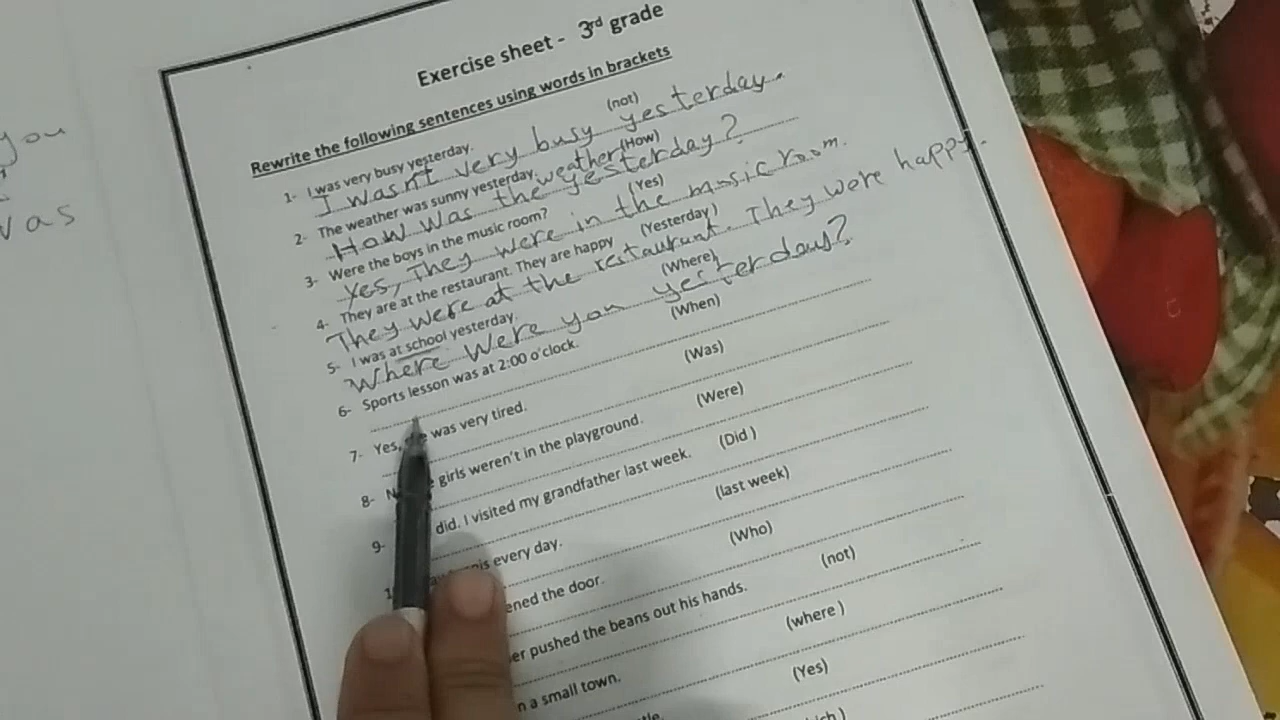 you
was
Exercise sheet - 3rd grade
Rewrite the following sentences using words in brackets
1- I was very busy yesterday. (not)
I wasn't very busy yesterday.
2- The weather was sunny yesterday. (How)
How was the weather yesterday?
3- Were the boys in the music room? (Yes)
Yes, They were in the music room.
4- They are at the restaurant. They are happy (Yesterday)
They were at the restaurant. They were happy.
5- I was at school yesterday. (Where)
Where were you yesterday?
6- Sports lesson was at 2:00 o'clock. (When)
7- Yes, was very tired. (Was)
8- girls weren't in the playground. (Were)
9- did. I visited my grandfather last week. (Did)
every day. (last week)
the door. (Who)
pushed the beans out his hands. (not)
a small town. (where)
(Yes)